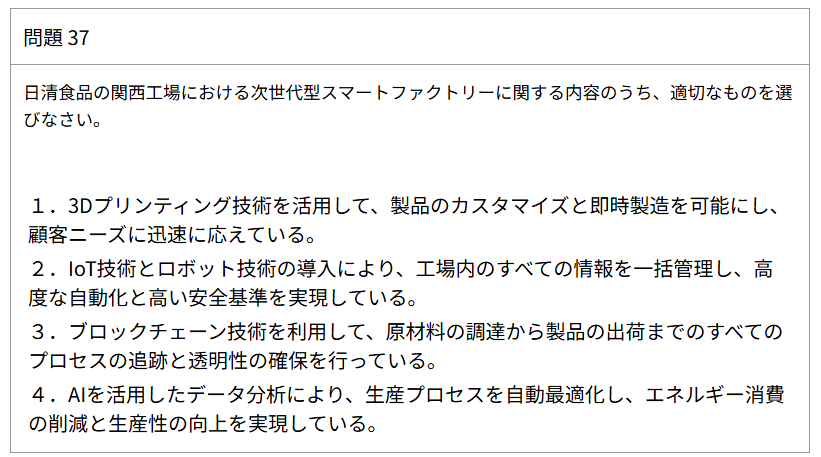 問題 37
日清食品の関西工場における次世代型スマートファクトリーに関する内容のうち、適切なものを選
びなさい。
１．3Dプリンティング技術を活用して、製品のカスタマイズと即時製造を可能にし、
顧客ニーズに迅速に応えている。
２．IoT技術とロボット技術の導入により、工場内のすべての情報を一括管理し、高
度な自動化と高い安全基準を実現している。
３．ブロックチェーン技術を利用して、原材料の調達から製品の出荷までのすべての
プロセスの追跡と透明性の確保を行っている。
４．AIを活用したデータ分析により、生産プロセスを自動最適化し、エネルギー消費
の削減と生産性の向上を実現している。